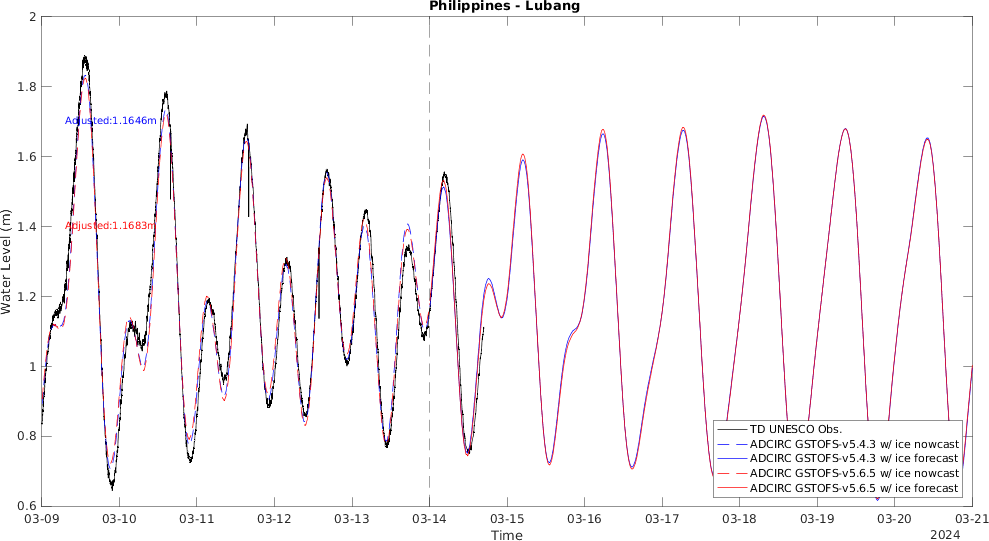 Philippines - Lubang
2
1.8
1.6
1.4
1.2
1
0.8
0.6
Water Level (m)
Adjusted:1.1646m
Adjusted:1.1683m
TD UNESCO Obs.
ADCIRC GSTOFS-v5.4.3 w/ ice nowcast
ADCIRC GSTOFS-v5.4.3 w/ ice forecast
ADCIRC GSTOFS-v5.6.5 w/ ice nowcast
ADCIRC GSTOFS-v5.6.5 w/ ice forecast
03-09 03-10 03-11 03-12 03-13 03-14 03-15 03-16 03-17 03-18 03-19 03-20 03-21
Time
2024